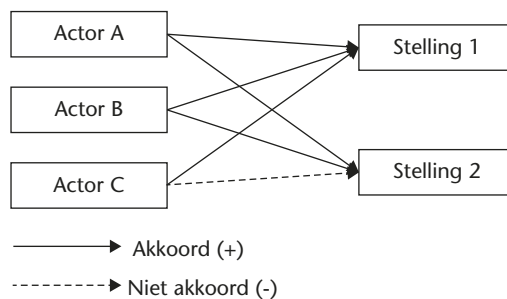 Actor A
Stelling 1
Actor B
Actor C
Stelling 2
Akkoord (+)
Niet akkoord (-)